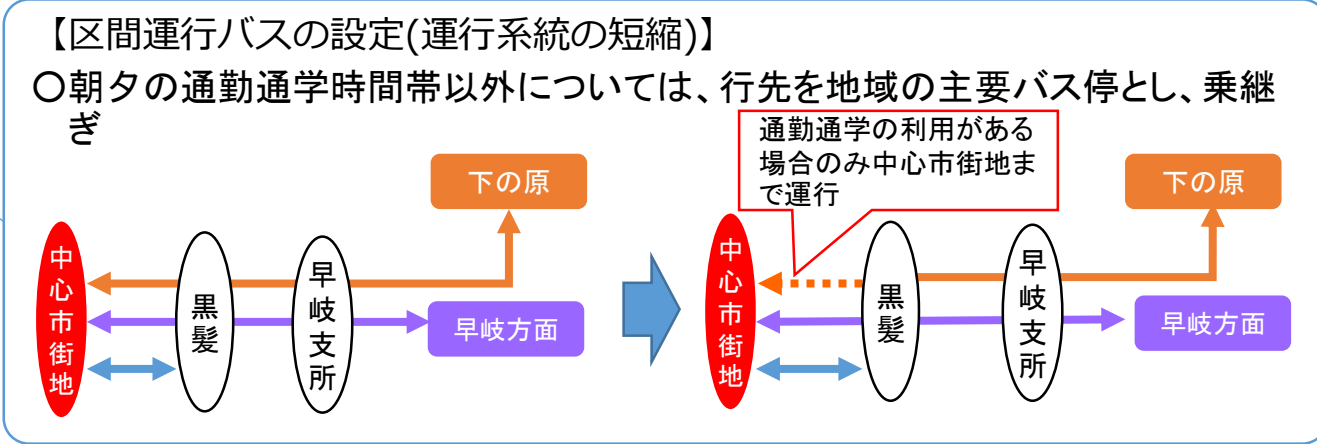 【区間運行バスの設定(運行系統の短縮)】
〇朝夕の通勤通学時間帯以外については、行先を地域の主要バス停とし、乗継
ぎ
下の原
中心市街地
黒髪
早岐支所
早岐方面
通勤通学の利用がある
場合のみ中心市街地ま
で運行
下の原
中心市街地
黒髪
早岐支所
早岐方面